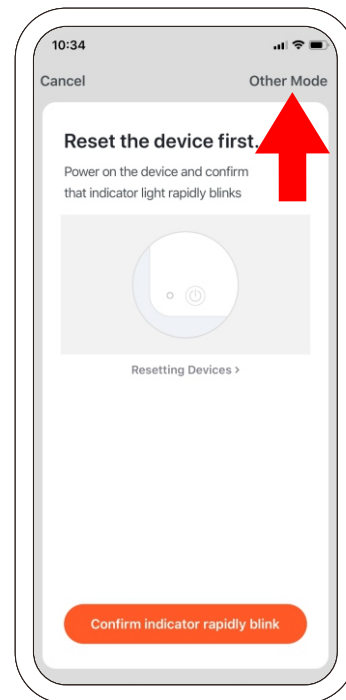 10:34
Cancel Other Mode
Reset the device first.
Power on the device and confirm
that indicator light rapidly blinks
Resetting Devices >
Confirm indicator rapidly blink